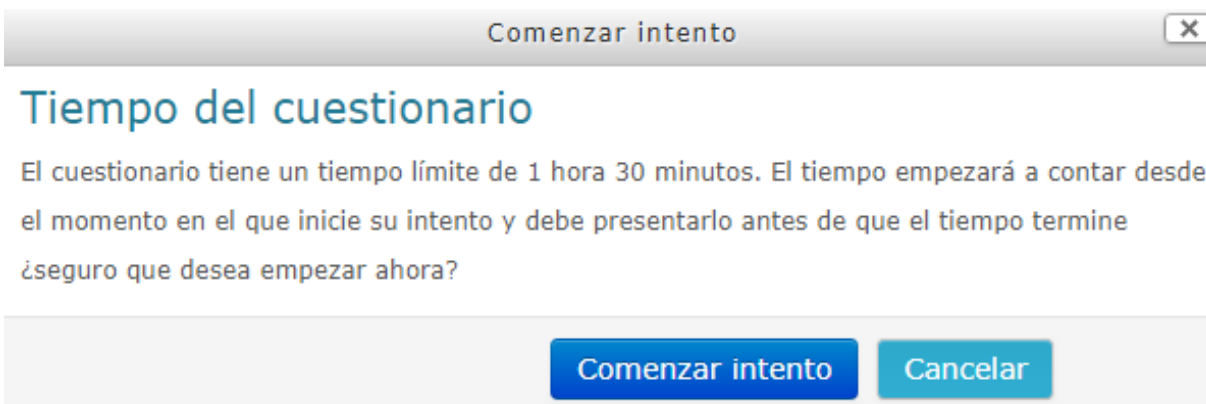 Comenzar intento
Tiempo del cuestionario
El cuestionario tiene un tiempo límite de 1 hora 30 minutos. El tiempo empezará a contar desde
el momento en el que inicie su intento y debe presentarlo antes de que el tiempo termine
¿seguro que desea empezar ahora?
Comenzar intento Cancelar